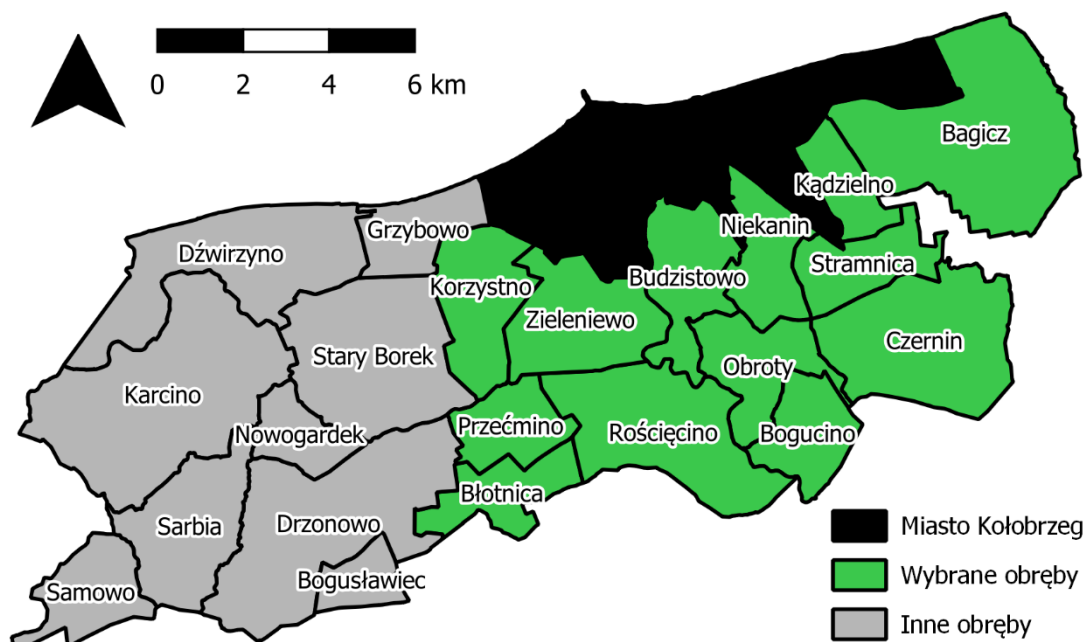 0 2 4 6 km
Bagicz
Kądzielno
Niekanin
Grzybowo
Dźwirzyno
Stramnica
Budzistowo
Korzystno
Zieleniewo
Czernin
Stary Borek
Obroty
Karcino
Nowogardek
Przećmino
Rościęcino
Bogucino
Błotnica
Sarbia
Drzonowo
Bogusławiec
Samowo
Miasto Kołobrzeg
Wybrane obręby
Inne obręby